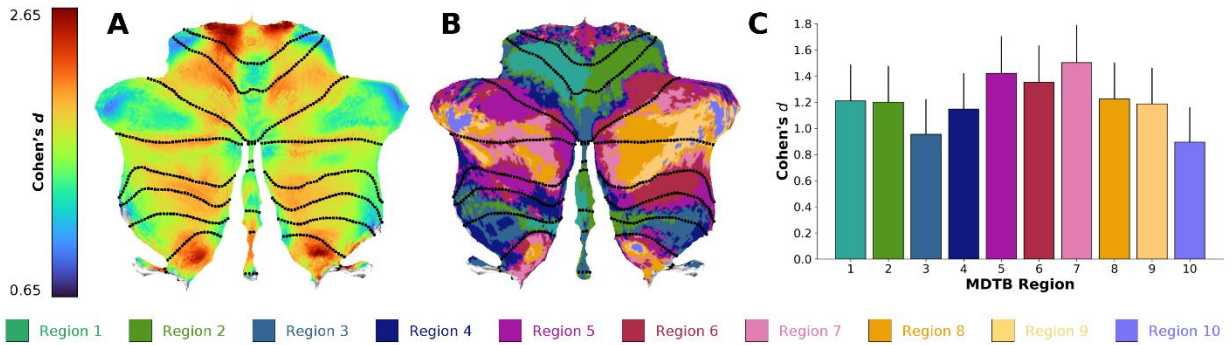 2.65
Cohen's d
0.65
A
B
C
Cohen's d
1.8
1.6
1.4
1.2
1.0
0.8
0.6
0.4
0.2
0.0
1 2 3 4 5 6 7 8 9 10
MDTB Region
Region 1 Region 2 Region 3 Region 4 Region 5 Region 6 Region 7 Region 8 Region 9 Region 10